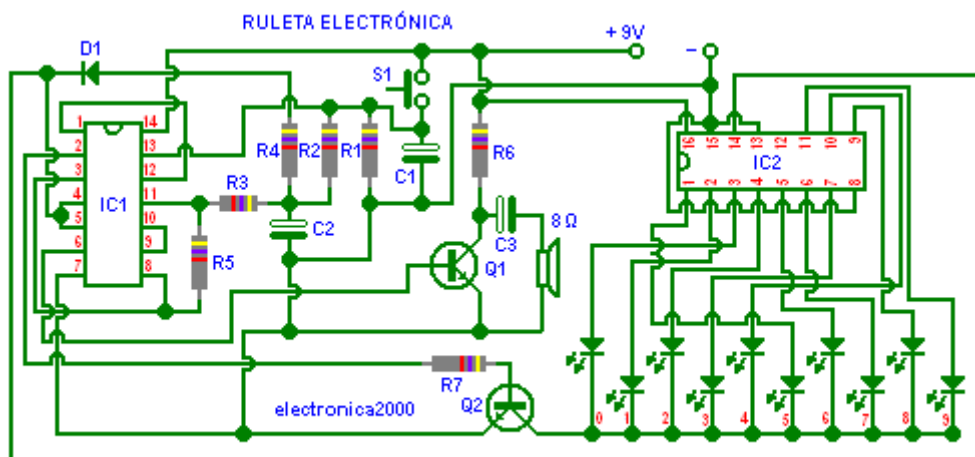 RULETA ELECTRÓNICA
+ 9V
–
D1
S1
1 14
2 13
3 12
4 11
5 10
6 9
7 8
IC1
R4
R2
R1
C1
R6
R3
C2
R5
C3
8 Ω
Q1
16 15 14 13 12 11 10 9
IC2
1 2 3 4 5 6 7 8
R7
Q2
electronica2000
0 1 2 3 4 5 6 7 8 9